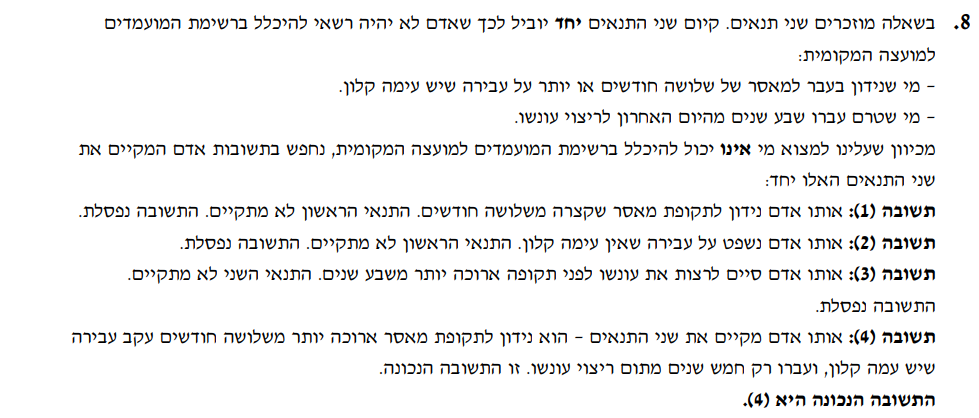 8. בשאלה מוזכרים שני תנאים. קיום שני התנאים יחד יוביל לכך שאדם לא יהיה רשאי להיכלל ברשימת המועמדים
למועצה המקומית:
– מי שנידון בעבר למאסר של שלושה חודשים או יותר על עבירה שיש עימה קלון.
– מי שטרם עברו שבע שנים מהיום האחרון לריצוי עונשו.
מכיוון שעלינו למצוא מי אינו יכול להיכלל ברשימת המועמדים למועצה המקומית, נחפש בתשובות אדם המקיים את
שני התנאים האלו יחד:
תשובה (1): אותו אדם נידון לתקופת מאסר שקצרה משלושה חודשים. התנאי הראשון לא מתקיים. התשובה נפסלת.
תשובה (2): אותו אדם נשפט על עבירה שאין עימה קלון. התנאי הראשון לא מתקיים. התשובה נפסלת.
תשובה (3): אותו אדם סיים לרצות את עונשו לפני תקופה ארוכה יותר משבע שנים. התנאי השני לא מתקיים.
התשובה נפסלת.
תשובה (4): אותו אדם מקיים את שני התנאים – הוא נידון לתקופת מאסר ארוכה יותר משלושה חודשים עקב עבירה
שיש עמה קלון, ועברו רק חמש שנים מתום ריצוי עונשו. זו התשובה הנכונה.
התשובה הנכונה היא (4).